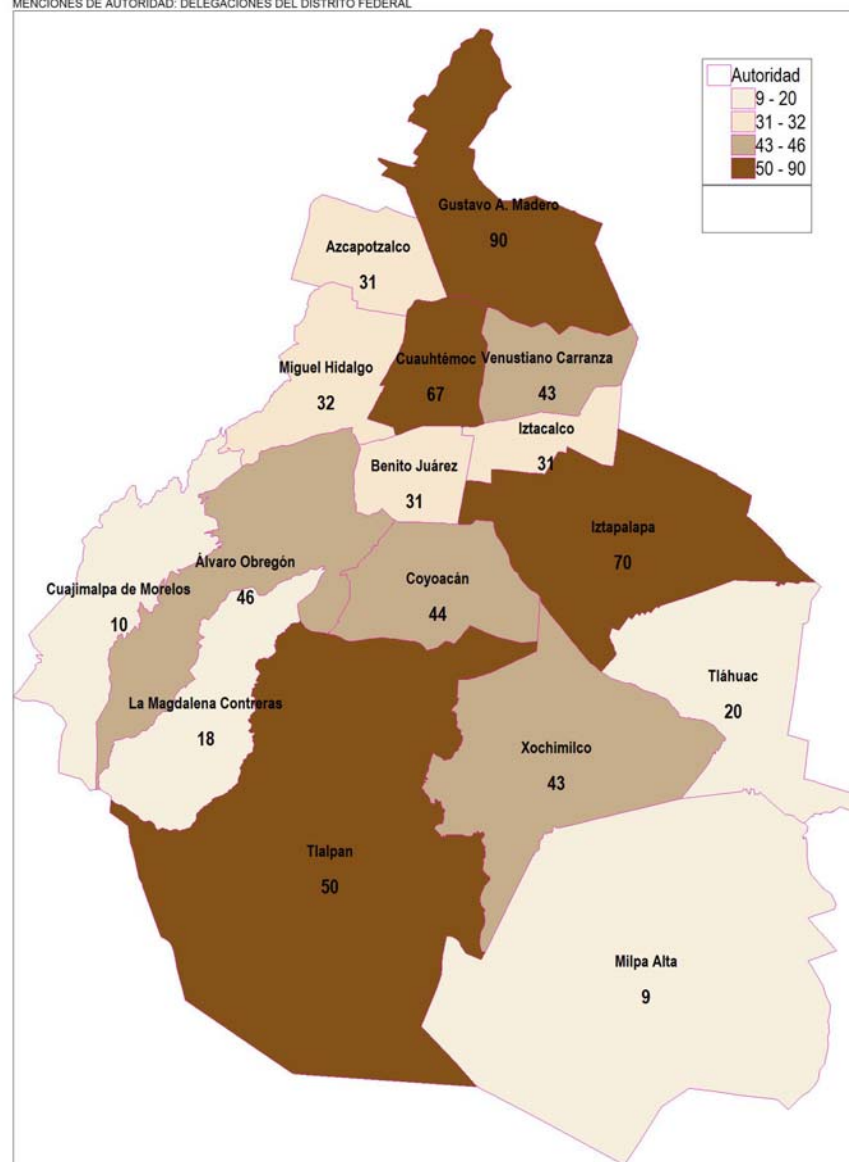 MENCIONES DE AUTORIDAD: DELEGACIONES DEL DISTRITO FEDERAL
Autoridad
9 - 20
31 - 32
43 - 46
50 - 90
Gustavo A. Madero
90
Azcapotzalco
31
Miguel Hidalgo
32
Cuauhtémoc
67
Venustiano Carranza
43
Iztacalco
31
Benito Juárez
31
Iztapalapa
70
Álvaro Obregón
46
Coyoacán
44
Cuajimalpa de Morelos
10
La Magdalena Contreras
18
Tláhuac
20
Xochimilco
43
Tlalpan
50
Milpa Alta
9